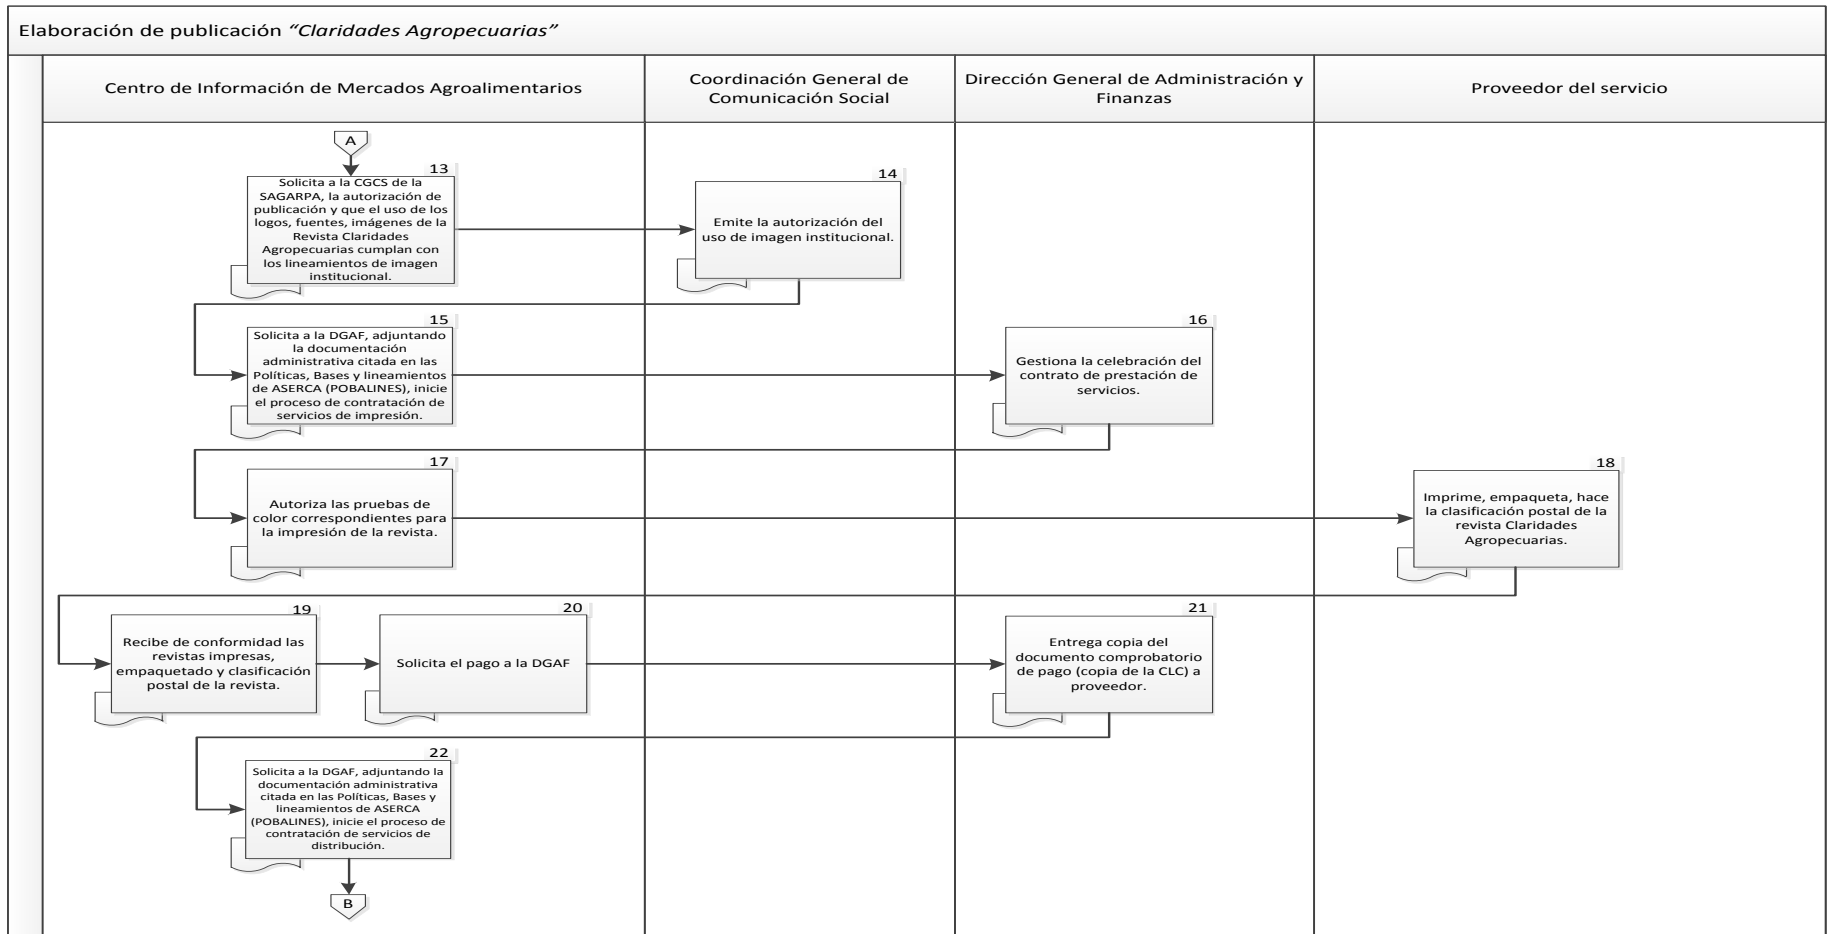 Elaboración de publicación “Claridades Agropecuarias”
Centro de Información de Mercados Agroalimentarios
Coordinación General de
Comunicación Social
Dirección General de Administración y
Finanzas
Proveedor del servicio
A
13
Solicita a la CGCS de la
SAGARPA, la autorización de
publicación y que el uso de los
logos, fuentes, imágenes de la
Revista Claridades
Agropecuarias cumplan con
los lineamientos de imagen
institucional.
14
Emite la autorización del
uso de imagen institucional.
15
Solicita a la DGAF, adjuntando
la documentación
administrativa citada en las
Políticas, Bases y lineamientos
de ASERCA (POBALINES), inicie
el proceso de contratación de
servicios de impresión.
16
Gestiona la celebración del
contrato de prestación de
servicios.
17
Autoriza las pruebas de
color correspondientes para
la impresión de la revista.
18
Imprime, empaqueta, hace
la clasificación postal de la
revista Claridades
Agropecuarias.
19
Recibe de conformidad las
revistas impresas,
empaquetado y clasificación
postal de la revista.
20
Solicita el pago a la DGAF
21
Entrega copia del
documento comprobatorio
de pago (copia de la CLC) a
proveedor.
22
Solicita a la DGAF, adjuntando la
documentación administrativa
citada en las Políticas, Bases y
lineamientos de ASERCA
(POBALINES), inicie el proceso de
contratación de servicios de
distribución.
B